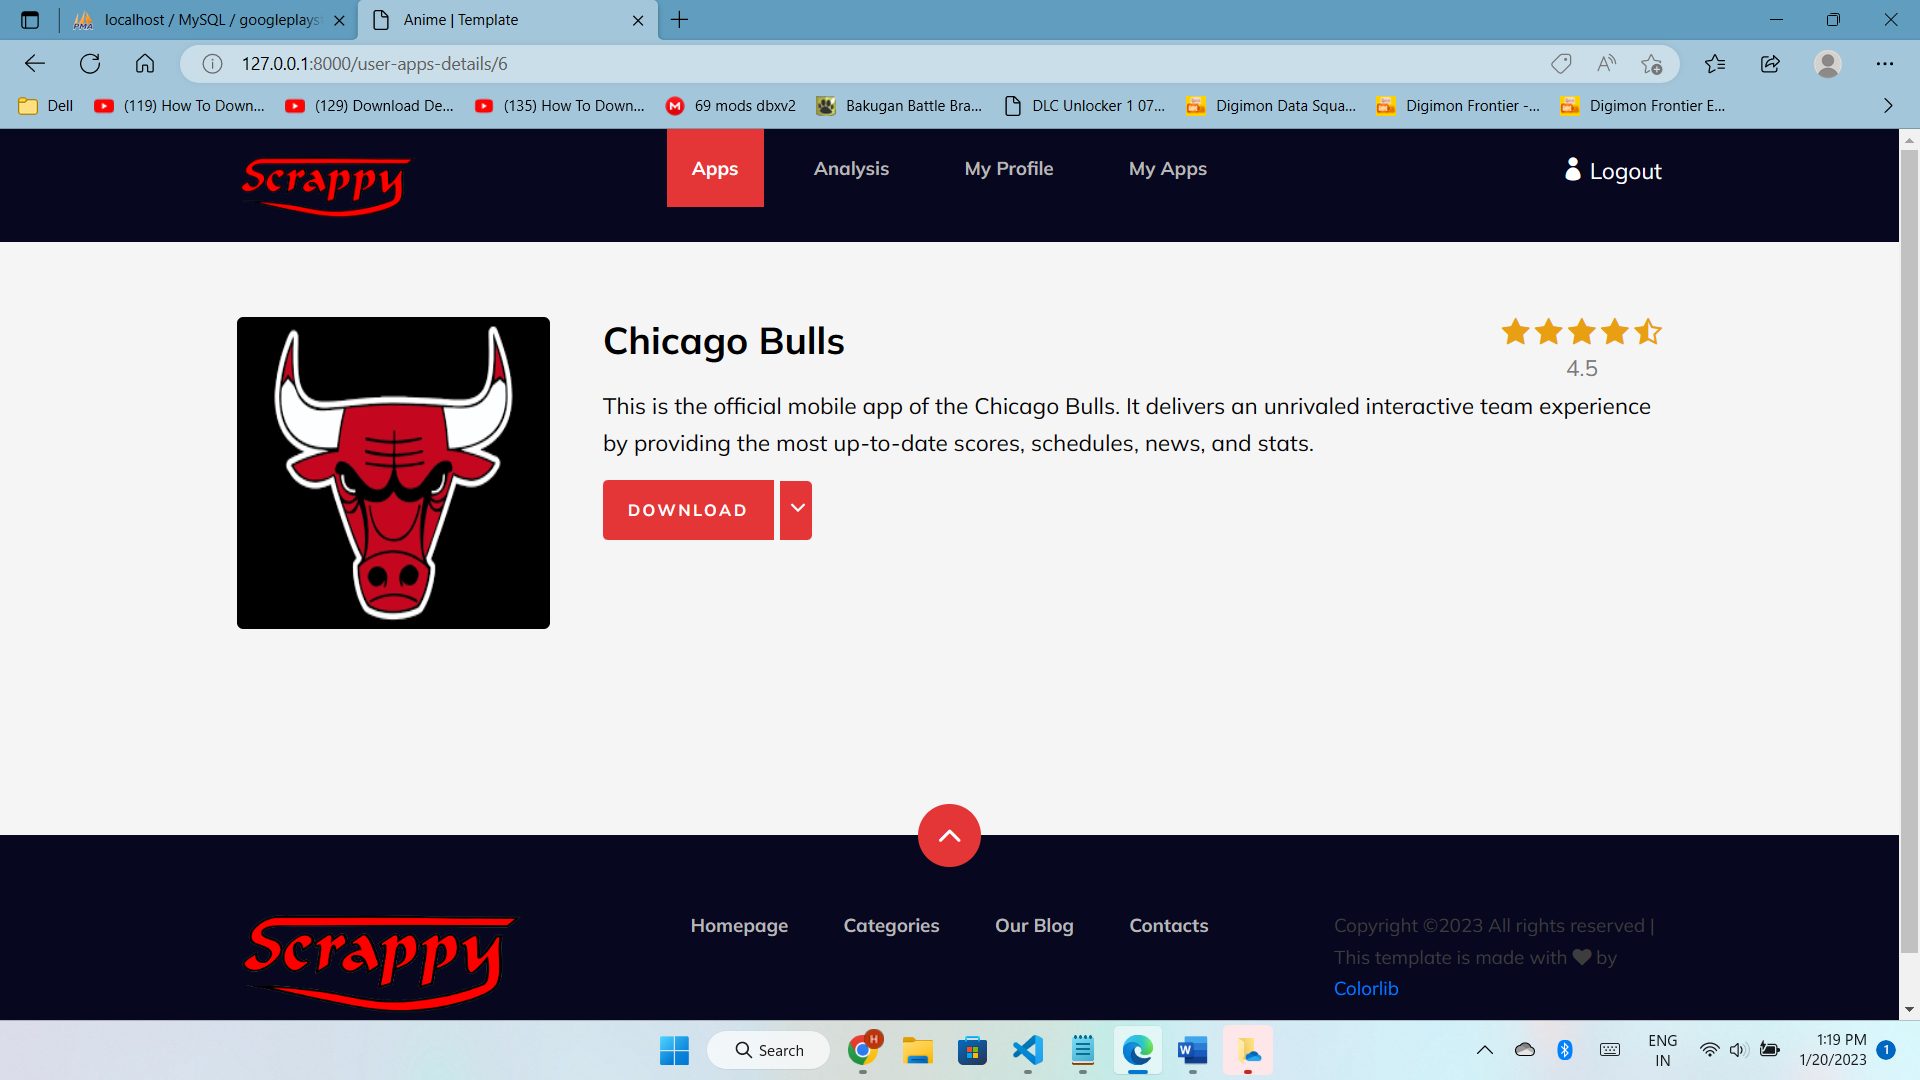 localhost / MySQL / googleplays
Anime | Template
127.0.0.1:8000/user-apps-details/6
Dell
(119) How To Down...
(129) Download De...
(135) How To Down...
69 mods dbxv2
Bakugan Battle Bra...
DLC Unlocker 1 07...
Digimon Data Squa...
Digimon Frontier -...
Digimon Frontier E...
Scrappy
Apps
Analysis
My Profile
My Apps
Logout
Chicago Bulls
4.5
This is the official mobile app of the Chicago Bulls. It delivers an unrivaled interactive team experience
by providing the most up-to-date scores, schedules, news, and stats.
DOWNLOAD
Scrappy
Homepage
Categories
Our Blog
Contacts
Copyright ©2023 All rights reserved |
This template is made with ♥ by
Colorlib
Search
H
ENG
IN
1:19 PM
1/20/2023
1